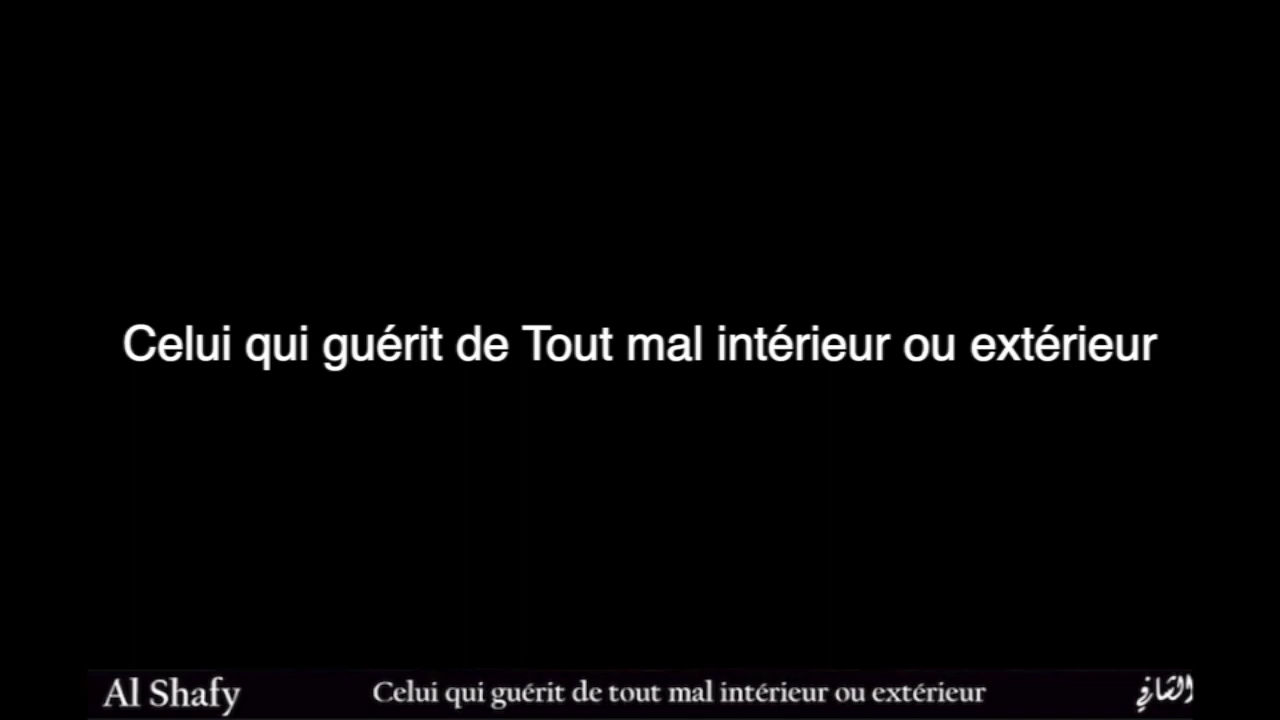 Celui qui guérit de Tout mal intérieur ou extérieur
Al Shafy Celui qui guérit de tout mal intérieur ou extérieur الشافي